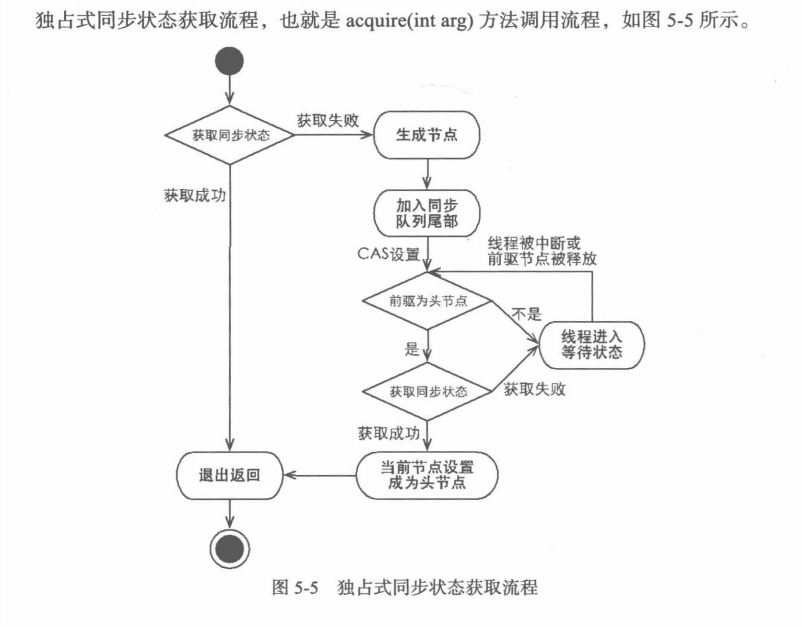 独占式同步状态获取流程，也就是 acquire(int arg) 方法调用流程，如图 5-5 所示。
获取同步状态
获取失败
生成节点
获取成功
加入同步
队列尾部
CAS设置
线程被中断或
前驱节点被释放
前驱为头节点
不是
线程进入
等待状态
是
获取同步状态
获取失败
获取成功
退出返回
当前节点设置
成为头节点
图 5-5 独占式同步状态获取流程